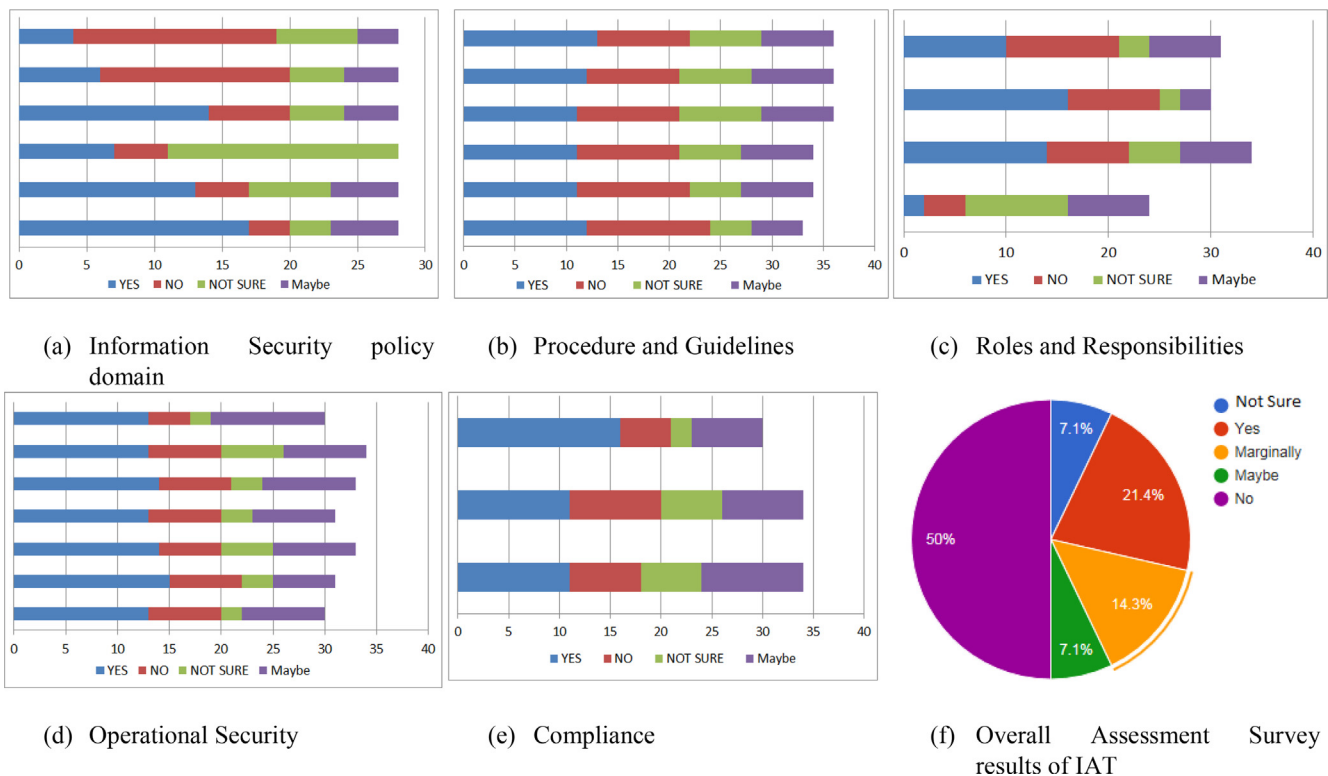 0 5 10 15 20 25 30
YES NO NOT SURE Maybe
(a) Information Security policy
domain
0 5 10 15 20 25 30 35 40
YES NO NOT SURE Maybe
(b) Procedure and Guidelines
0 10 20 30 40
YES NO NOT SURE Maybe
(c) Roles and Responsibilities
0 5 10 15 20 25 30 35 40
YES NO NOT SURE Maybe
(d) Operational Security
0 5 10 15 20 25 30 35 40
YES NO NOT SURE Maybe
(e) Compliance
Not Sure
Yes
Marginally
Maybe
No
7.1%
21.4%
50%
14.3%
7.1%
(f) Overall Assessment Survey
results of IAT